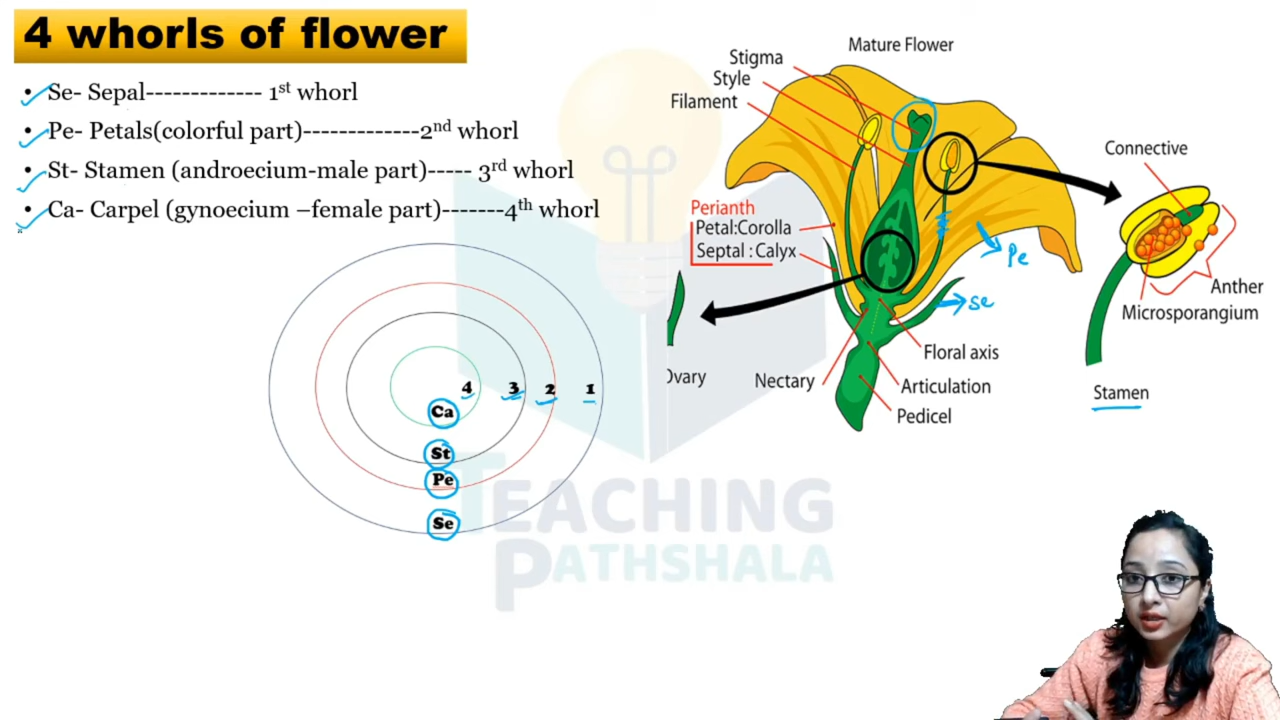 4 whorls of flower
• Se- Sepal------------- 1st whorl
• Pe- Petals(colorful part)-------------2nd whorl
• St- Stamen (androecium-male part)----- 3rd whorl
• Ca- Carpel (gynoecium –female part)-------4th whorl
4 3 2 1
Ca
St
Pe
Se
Mature Flower
Stigma
Style
Filament
Perianth
Petal:Corolla
Septal : Calyx
Pe
Se
Ovary
Nectary
Floral axis
Articulation
Pedicel
Connective
Anther
Microsporangium
Stamen
TEACHING
PATHSHALA